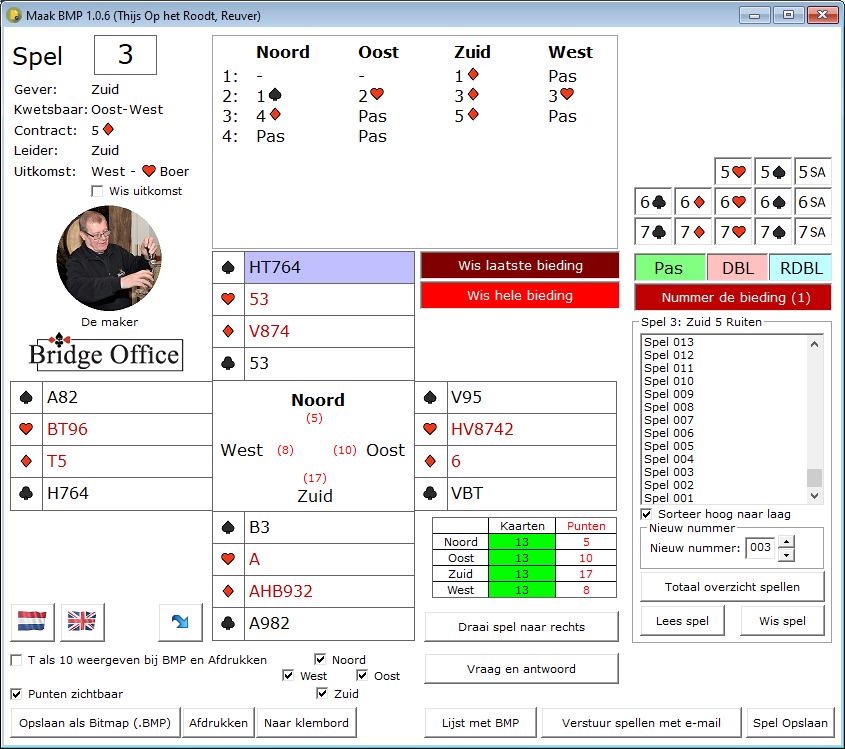 Maak BMP 1.0.6 (Thijs Op het Roodt, Reuver)
Spel 3
Gever: Zuid
Kwetsbaar: Oost-West
Contract: 5♦
Leider: Zuid
Uitkomst: West - ♥ Boer
Wis uitkomst
De maker
Bridge Office
Noord Oost Zuid West
1: - - 1♦ Pas
2: 1♠ 2♥ 3♦ 3♥
3: 4♦ Pas 5♦ Pas
4: Pas Pas
5♥ 5♠ 5SA
6♣ 6♦ 6♥ 6♠ 6SA
7♣ 7♦ 7♥ 7♠ 7SA
Pas DBL RDBL
Nummer de bieding (1)
Wis laatste bieding
Wis hele bieding
♠ HT764
♥ 53
♦ V874
♣ 53
♠ A82
♥ BT96
♦ T5
♣ H764
Noord
(5)
West (8) (10) Oost
(17)
Zuid
♠ V95
♥ HV8742
♦ 6
♣ VBT
♠ B3
♥ A
♦ AHB932
♣ A982
Kaarten Punten
Noord 13 5
Oost 13 10
Zuid 13 17
West 13 8
Spel 3: Zuid 5 Ruiten
Spel 013
Spel 012
Spel 011
Spel 010
Spel 009
Spel 008
Spel 007
Spel 006
Spel 005
Spel 004
Spel 003
Spel 002
Spel 001
Sorteer hoog naar laag
Nieuw nummer
Nieuw nummer: 003
Totaal overzicht spellen
Lees spel Wis spel
Draai spel naar rechts
Vraag en antwoord
T als 10 weergeven bij BMP en Afdrukken
Noord
West Oost
Zuid
Punten zichtbaar
Opslaan als Bitmap (.BMP) Afdrukken Naar klembord Lijst met BMP Verstuur spellen met e-mail Spel Opslaan